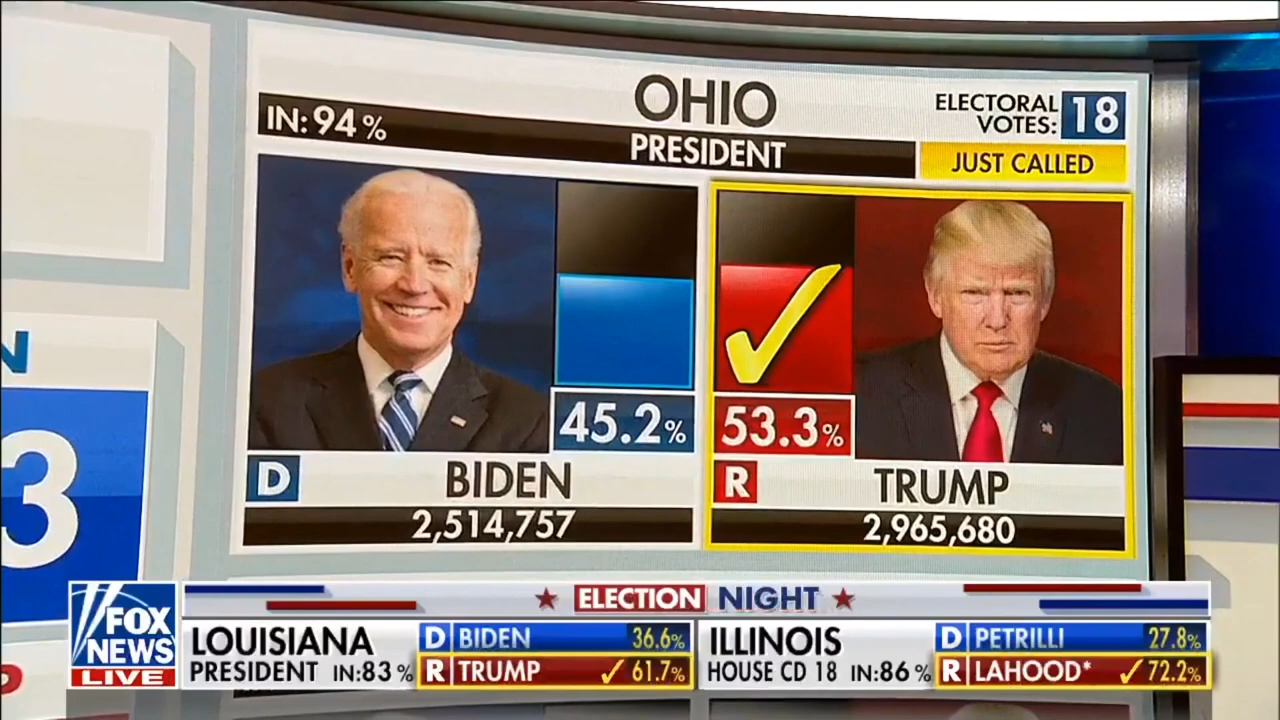 OHIO
IN: 94%
PRESIDENT
ELECTORAL
VOTES: 18
JUST CALLED
45.2%
53.3%
D BIDEN
2,514,757
R TRUMP
2,965,680
N
3
ELECTION NIGHT
FOX
NEWS
LIVE
LOUISIANA
PRESIDENT IN: 83%
D BIDEN 36.6%
R TRUMP 61.7%
ILLINOIS
HOUSE CD 18 IN: 86%
D PETRILLI 27.8%
R LAHOOD* 72.2%